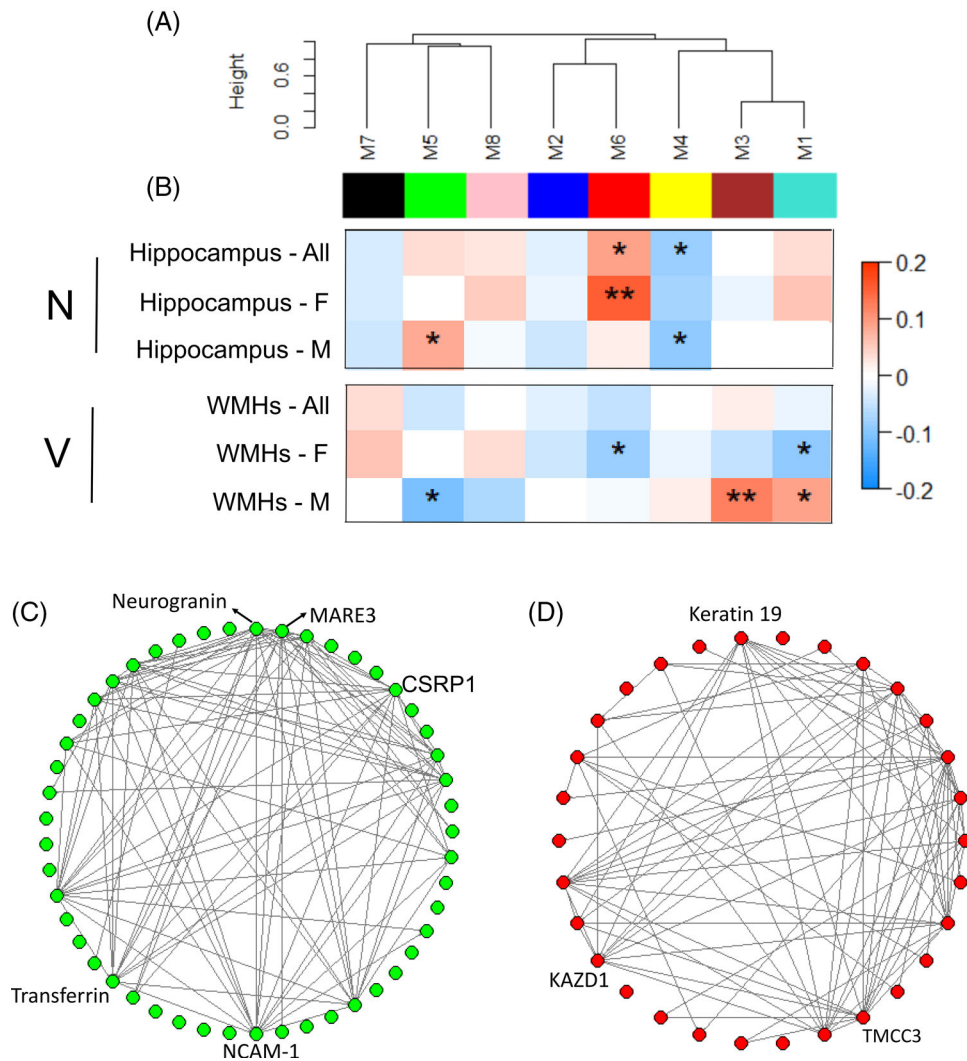 (A)
Height
0.0 0.6
M7 M5 M8 M2 M6 M4 M3 M1
(B)
N
Hippocampus - All * *
Hippocampus - F **
Hippocampus - M * *
V
WMHs - All
WMHs - F * *
WMHs - M * ** *
0.2
0.1
0
-0.1
-0.2
(C)
Neurogranin
MARE3
CSRP1
Transferrin
NCAM-1
(D)
Keratin 19
KAZD1
TMCC3